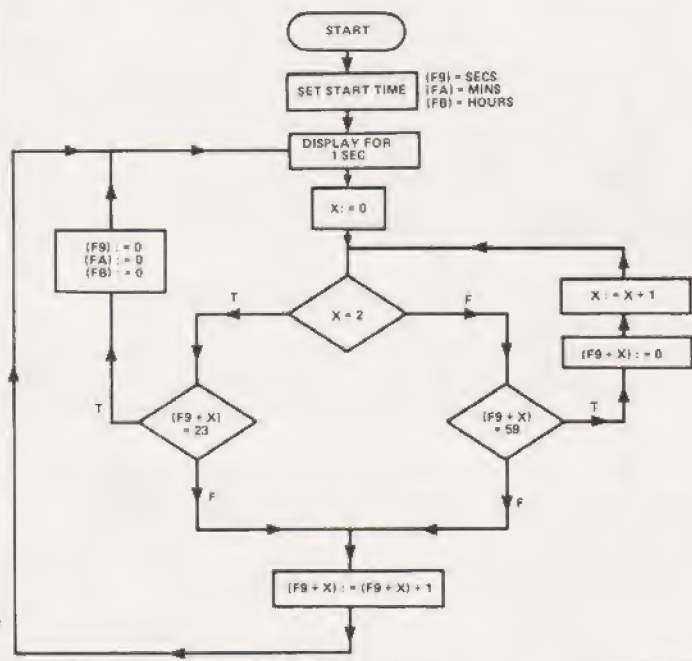 START
SET START TIME
(F9) = SECS
(FA) = MINS
(FB) = HOURS
DISPLAY FOR
1 SEC
X: = 0
(F9) : = 0
(FA) : = 0
(FB) : = 0
X: = X + 1
T
X = 2
F
(F9 + X) : = 0
T
(F9 + X)
= 23
(F9 + X)
= 59
T
F
F
(F9 + X) : = (F9 + X) + 1